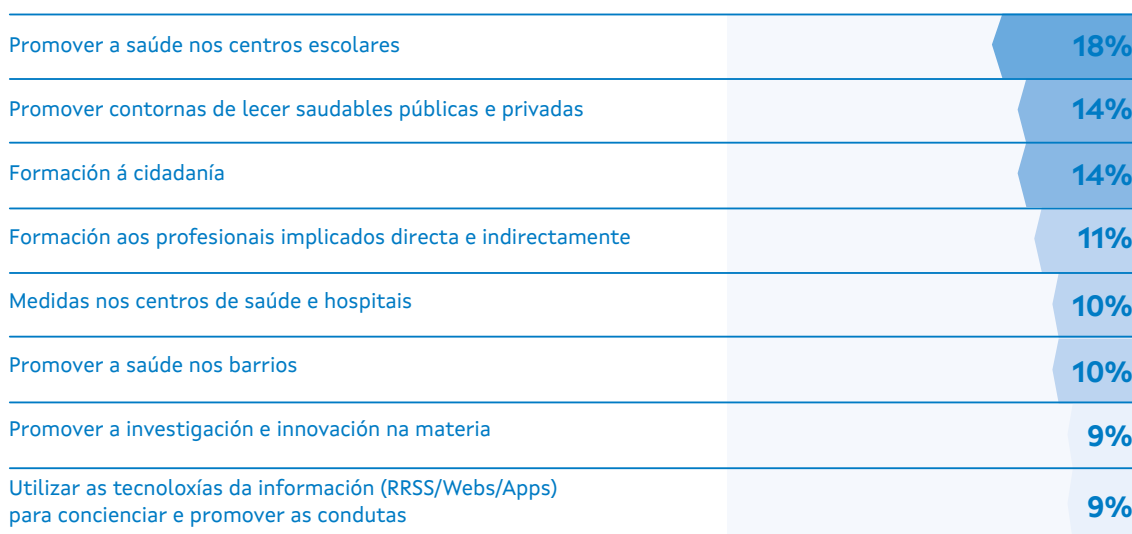 Promover a saúde nos centros escolares 18%
Promover contornas de lecer saudables públicas e privadas 14%
Formación á cidadanía 14%
Formación aos profesionais implicados directa e indirectamente 11%
Medidas nos centros de saúde e hospitais 10%
Promover a saúde nos barrios 10%
Promover a investigación e innovación na materia 9%
Utilizar as tecnoloxías da información (RRSS/Webs/Apps)
para concienciar e promover as condutas 9%